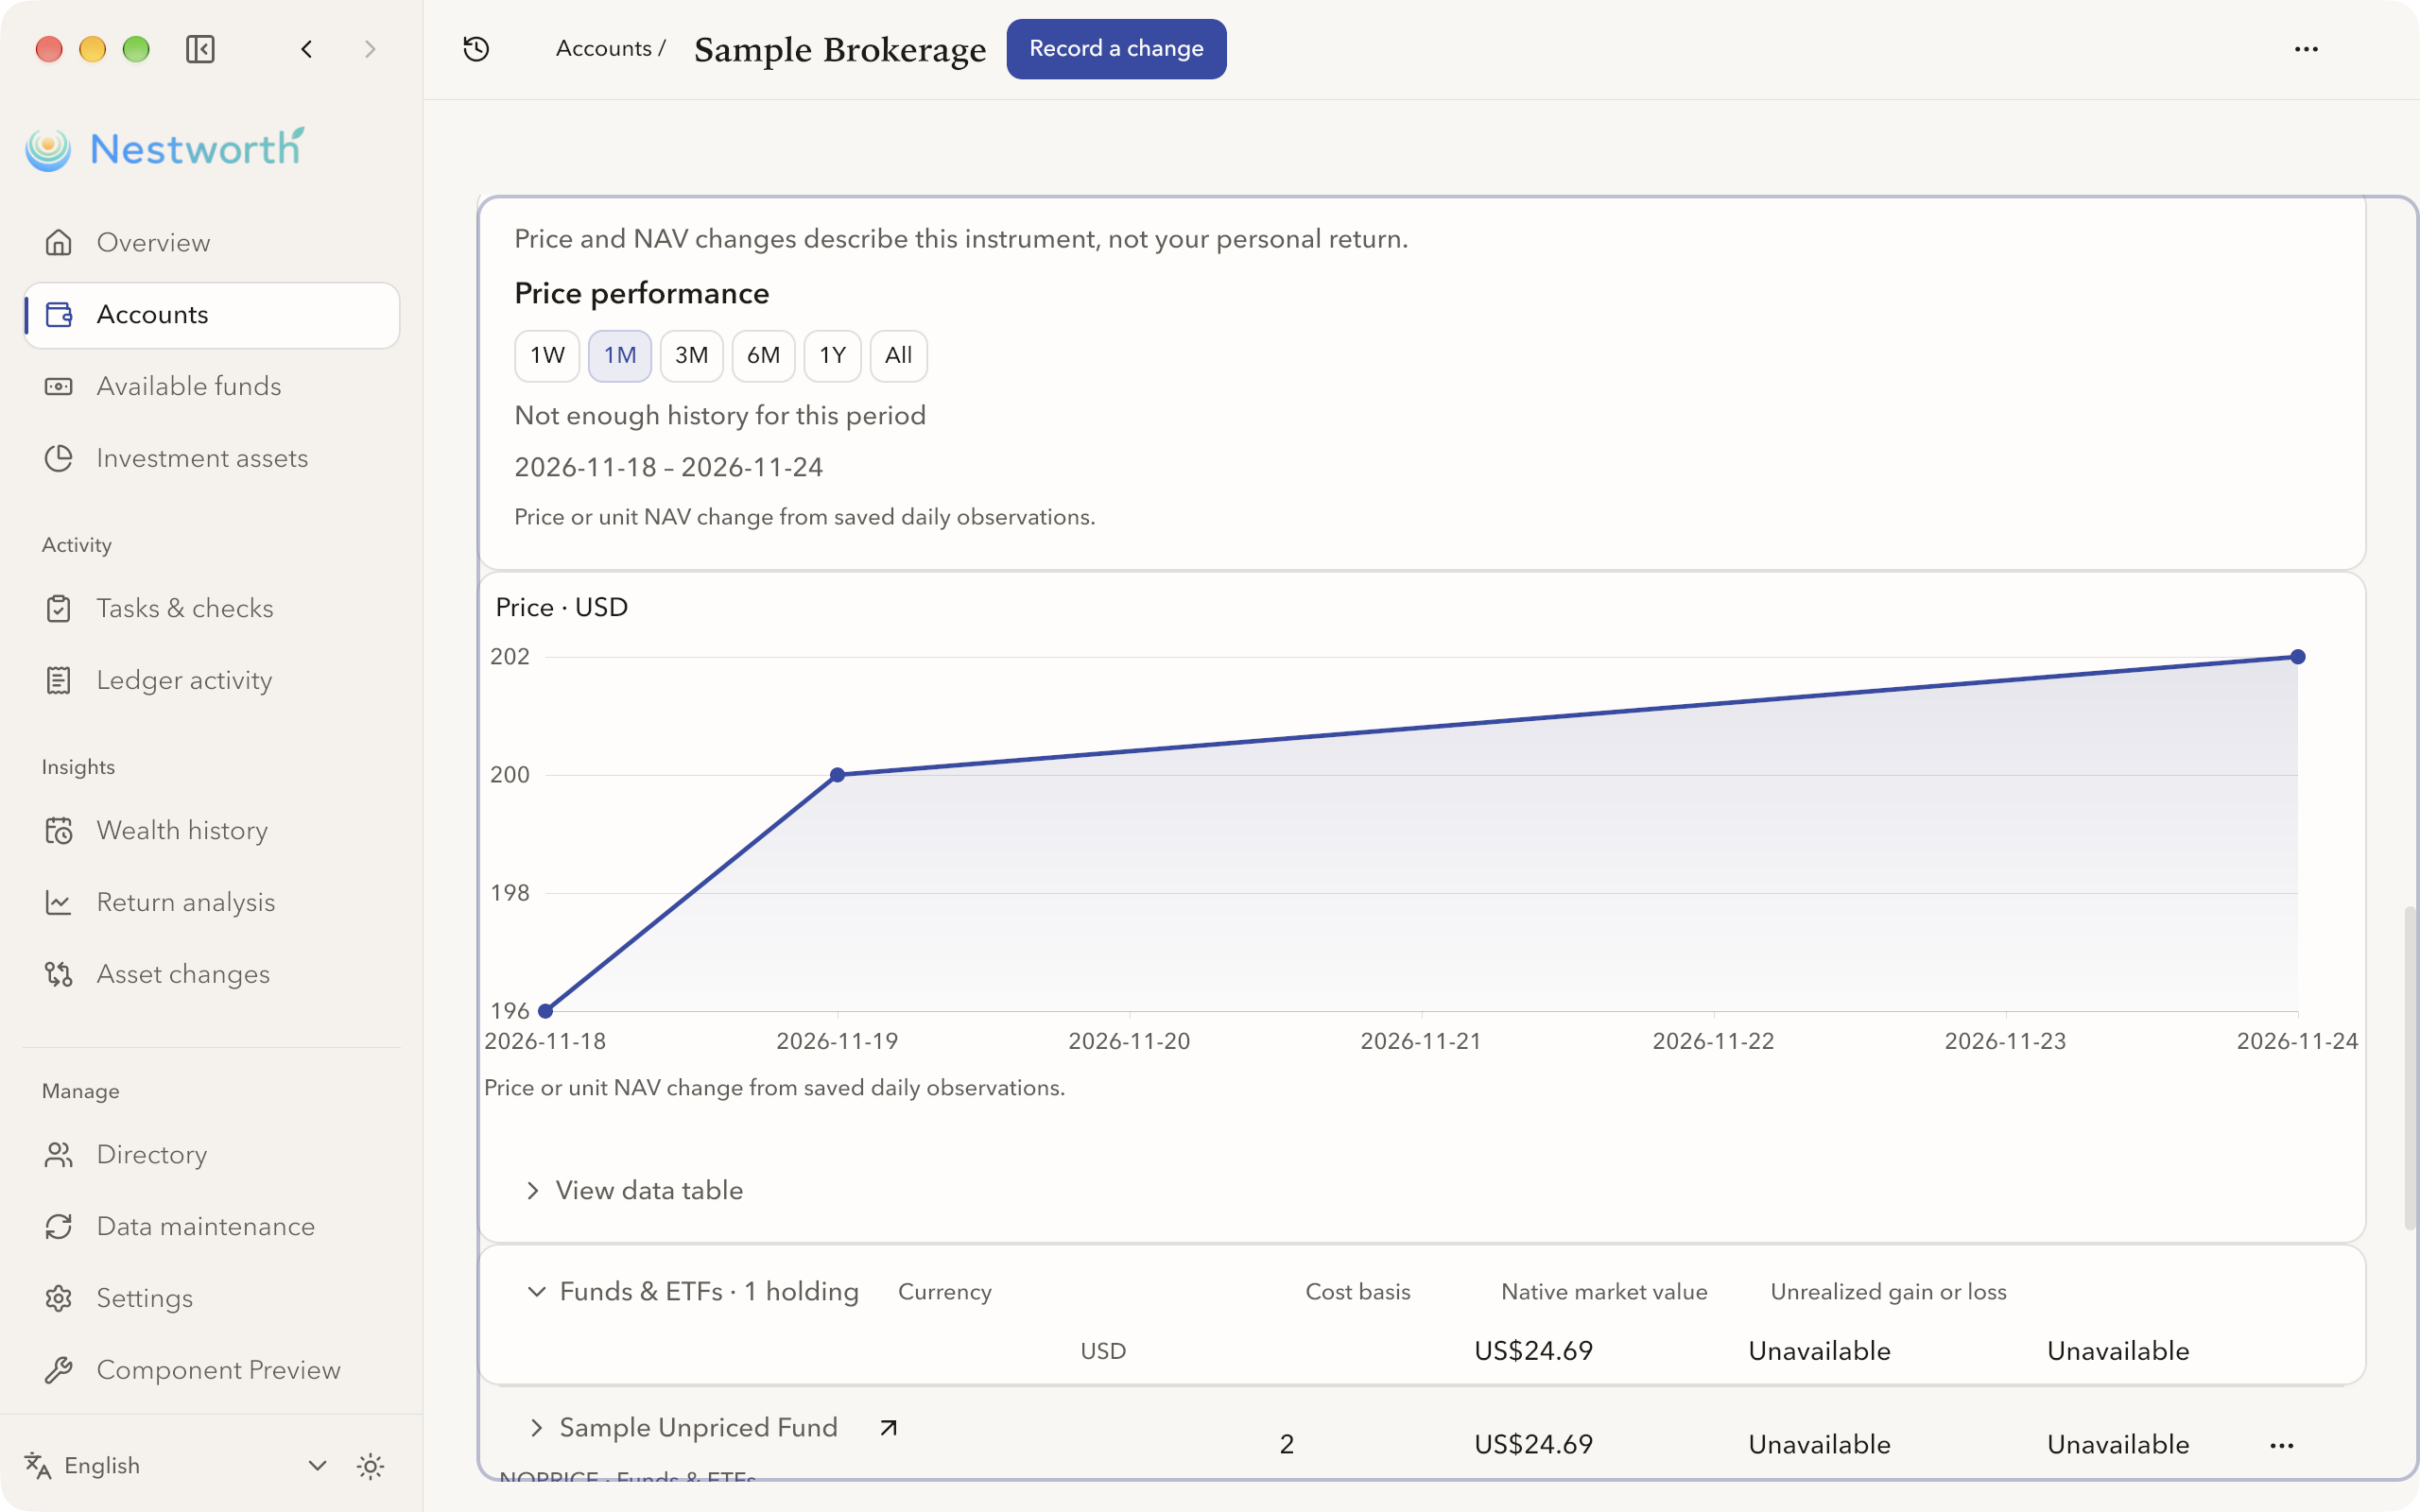 Accounts /
Sample Brokerage
Record a change
Nestworth
Overview
Accounts
Available funds
Investment assets
Activity
Tasks & checks
Ledger activity
Insights
Wealth history
Return analysis
Asset changes
Manage
Directory
Data maintenance
Settings
Component Preview
English
Price and NAV changes describe this instrument, not your personal return.
Price performance
1W 1M 3M 6M 1Y All
Not enough history for this period
2026-11-18 – 2026-11-24
Price or unit NAV change from saved daily observations.
Price · USD
202
200
198
196
2026-11-18 2026-11-19 2026-11-20 2026-11-21 2026-11-22 2026-11-23 2026-11-24
Price or unit NAV change from saved daily observations.
View data table
Funds & ETFs · 1 holding Currency Cost basis Native market value Unrealized gain or loss
USD US$24.69 Unavailable Unavailable
Sample Unpriced Fund
2 US$24.69 Unavailable Unavailable
NOPRICE · Funds & ETFs